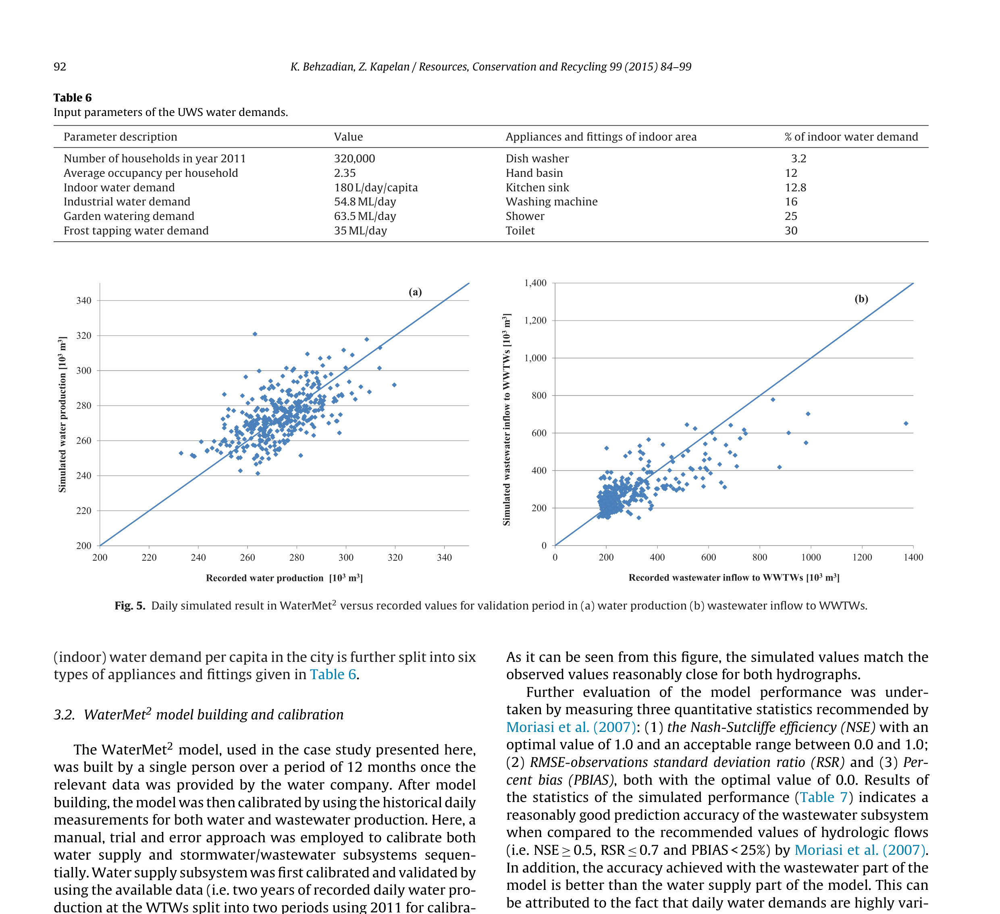 92
K. Behzadian, Z. Kapelan / Resources, Conservation and Recycling 99 (2015) 84–99
Table 6
Input parameters of the UWS water demands.
Parameter description Value Appliances and fittings of indoor area % of indoor water demand
Number of households in year 2011 320,000 Dish washer 3.2
Average occupancy per household 2.35 Hand basin 12
Indoor water demand 180 L/day/capita Kitchen sink 12.8
Industrial water demand 54.8 ML/day Washing machine 16
Garden watering demand 63.5 ML/day Shower 25
Frost tapping water demand 35 ML/day Toilet 30
(a)
Simulated water production [10³ m³]
340
320
300
280
260
240
220
200
200 220 240 260 280 300 320 340
Recorded water production [10³ m³]
(b)
Simulated wastewater inflow to WWTWs [10³ m³]
1,400
1,200
1,000
800
600
400
200
0
0 200 400 600 800 1000 1200 1400
Recorded wastewater inflow to WWTWs [10³ m³]
Fig. 5. Daily simulated result in WaterMet² versus recorded values for validation period in (a) water production (b) wastewater inflow to WWTWs.
(indoor) water demand per capita in the city is further split into six
types of appliances and fittings given in Table 6.
3.2. WaterMet² model building and calibration
The WaterMet² model, used in the case study presented here,
was built by a single person over a period of 12 months once the
relevant data was provided by the water company. After model
building, the model was then calibrated by using the historical daily
measurements for both water and wastewater production. Here, a
manual, trial and error approach was employed to calibrate both
water supply and stormwater/wastewater subsystems sequen-
tially. Water supply subsystem was first calibrated and validated by
using the available data (i.e. two years of recorded daily water pro-
duction at the WTWs split into two periods using 2011 for calibra-
As it can be seen from this figure, the simulated values match the
observed values reasonably close for both hydrographs.
Further evaluation of the model performance was under-
taken by measuring three quantitative statistics recommended by
Moriasi et al. (2007): (1) the Nash-Sutcliffe efficiency (NSE) with an
optimal value of 1.0 and an acceptable range between 0.0 and 1.0;
(2) RMSE-observations standard deviation ratio (RSR) and (3) Per-
cent bias (PBIAS), both with the optimal value of 0.0. Results of
the statistics of the simulated performance (Table 7) indicates a
reasonably good prediction accuracy of the wastewater subsystem
when compared to the recommended values of hydrologic flows
(i.e. NSE ≥ 0.5, RSR ≤ 0.7 and PBIAS < 25%) by Moriasi et al. (2007).
In addition, the accuracy achieved with the wastewater part of the
model is better than the water supply part of the model. This can
be attributed to the fact that daily water demands are highly vari-